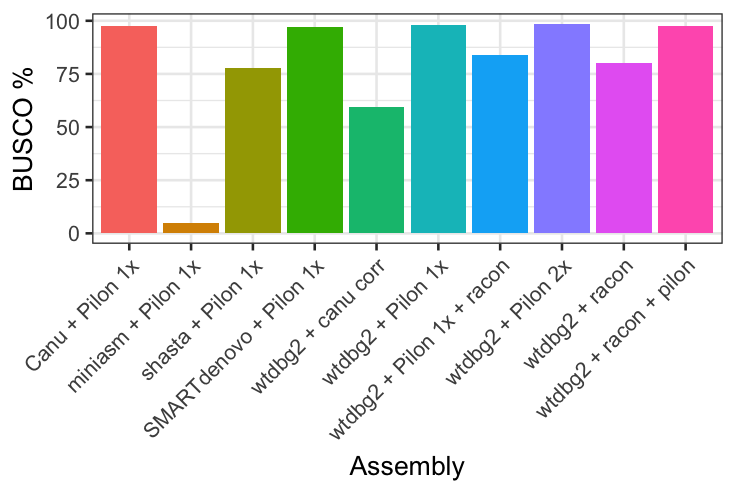 BUSCO %
100
75
50
25
0
Canu + Pilon 1x
miniasm + Pilon 1x
shasta + Pilon 1x
SMARTdenovo + Pilon 1x
wtdbg2 + canu corr
wtdbg2 + Pilon 1x
wtdbg2 + Pilon 1x + racon
wtdbg2 + Pilon 2x
wtdbg2 + racon
wtdbg2 + racon + pilon
Assembly